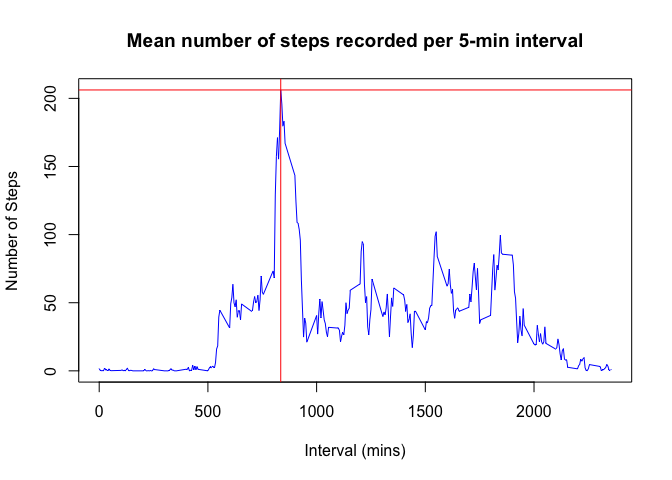 Mean number of steps recorded per 5-min interval
Number of Steps
200
150
100
50
0
0 500 1000 1500 2000
Interval (mins)